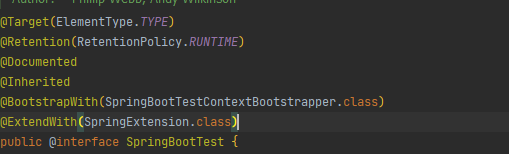 Author: Phillip Webb, Andy Wilkinson
@Target(ElementType.TYPE)
@Retention(RetentionPolicy.RUNTIME)
@Documented
@Inherited
@BootstrapWith(SpringBootTestContextBootstrapper.class)
@ExtendWith(SpringExtension.class)
public @interface SpringBootTest {